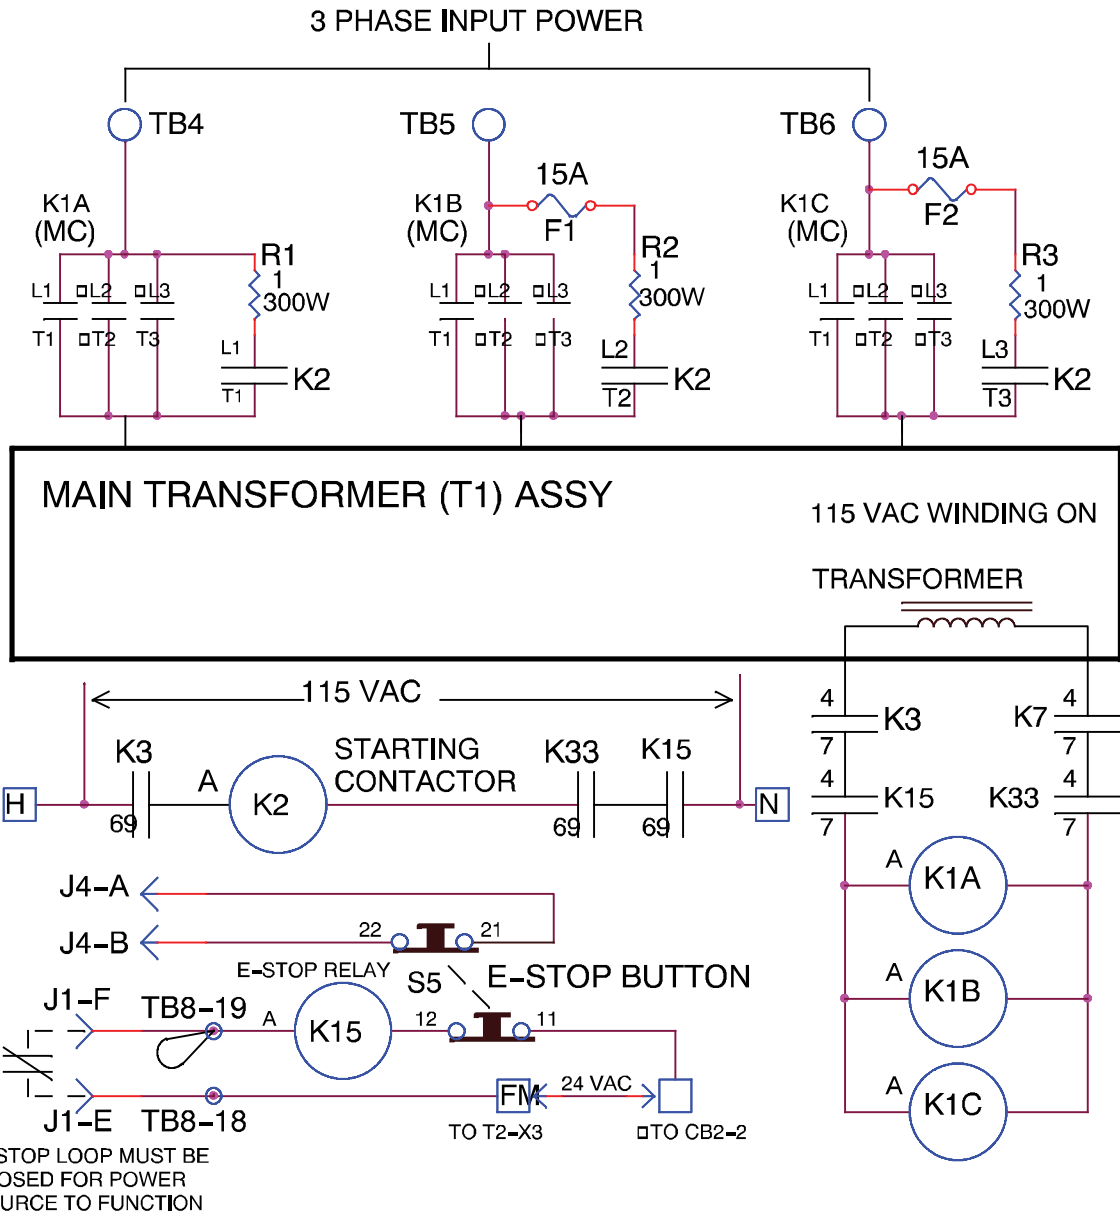 3 PHASE INPUT POWER
TB4
TB5
TB6
15A
F1
15A
F2
K1A
(MC)
K1B
(MC)
K1C
(MC)
R1
1
300W
R2
1
300W
R3
1
300W
L1 L2 L3
T1 T2 T3
L1
T1
K2
L1 L2 L3
T1 T2 T3
L2
T2
K2
L1 L2 L3
T1 T2 T3
L3
T3
K2
MAIN TRANSFORMER (T1) ASSY
115 VAC WINDING ON
TRANSFORMER
115 VAC
4
K3
7
K7
4
7
H
K3
69
A
K2
STARTING
CONTACTOR
K33
69
K15
69
N
4
K15
7
K33
4
7
A
K1A
A
K1B
A
K1C
J4-A
J4-B
22
21
S5
E-STOP BUTTON
E-STOP RELAY
J1-F
TB8-19
A
K15
12
11
J1-E
TB8-18
FM
24 VAC
TO T2-X3
TO CB2-2
STOP LOOP MUST BE
OSED FOR POWER
URCE TO FUNCTION